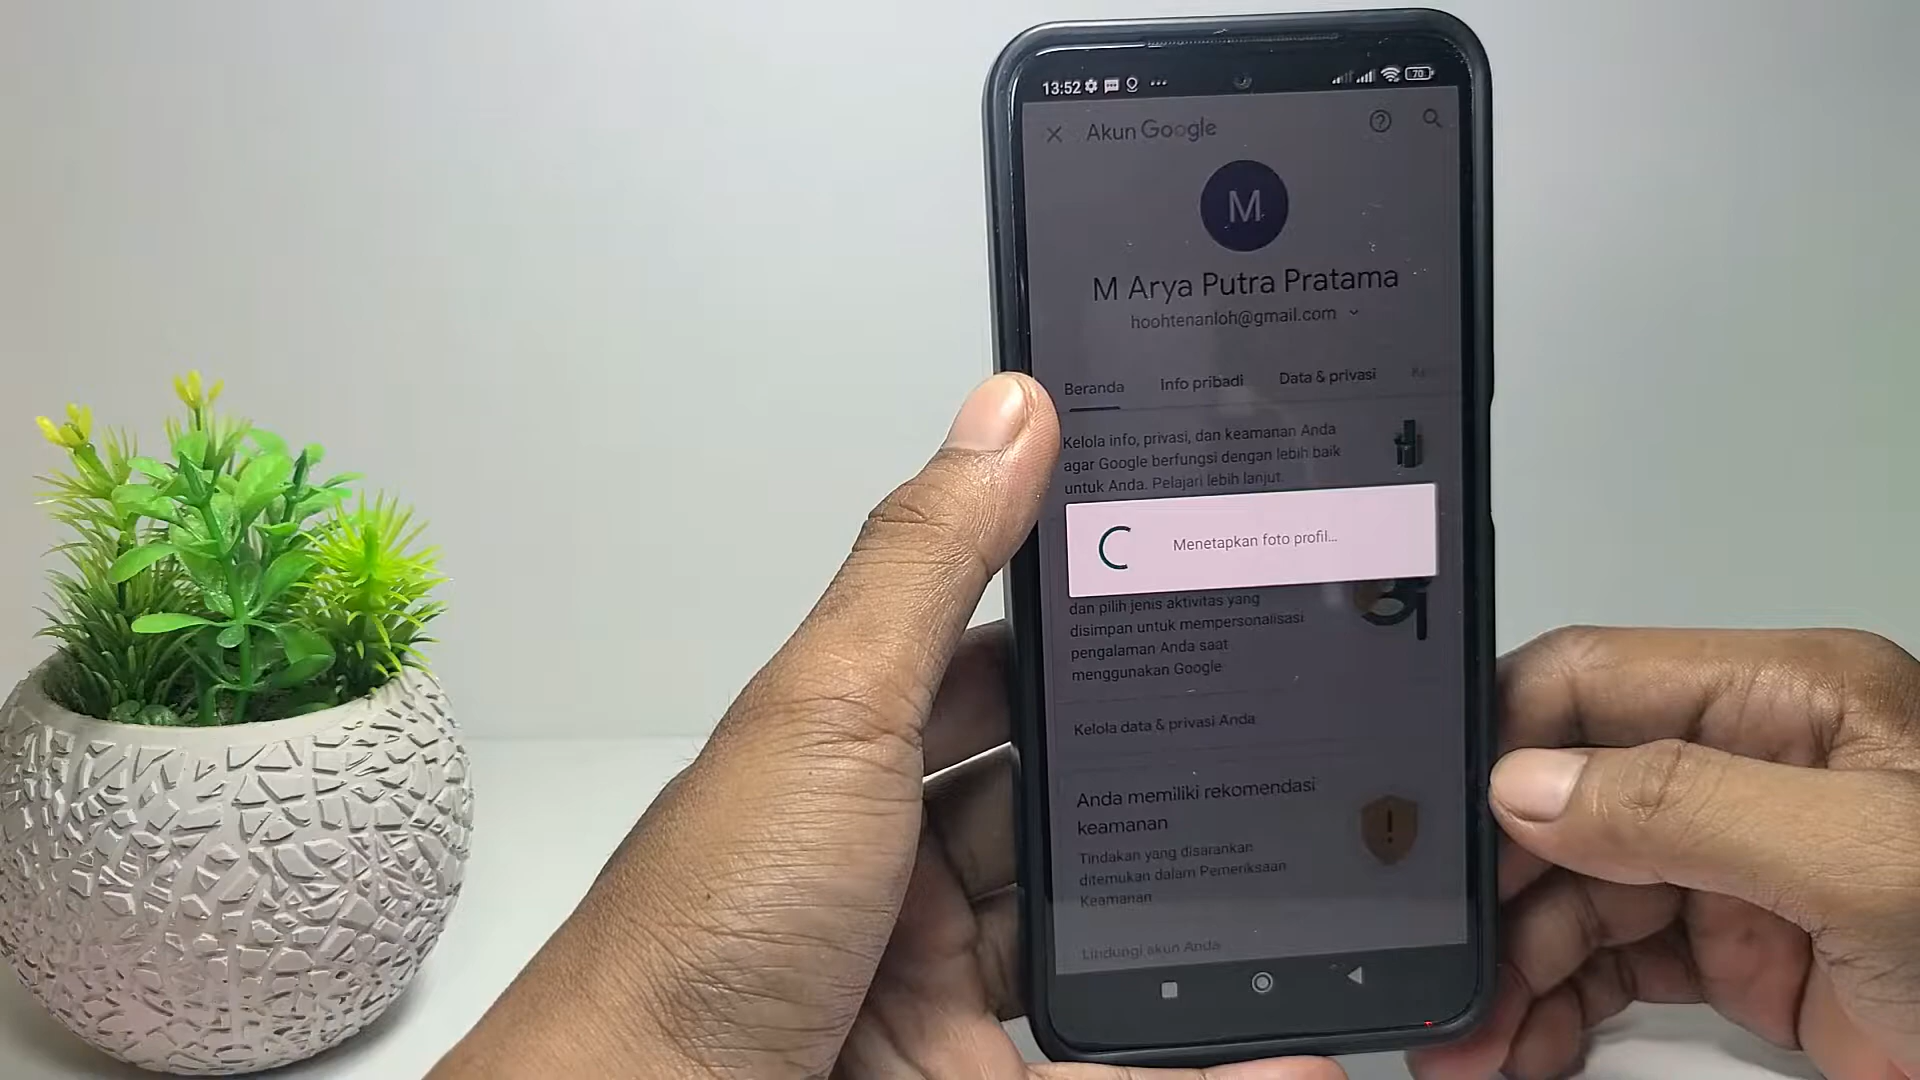 13:52
70
Akun Google
M
M Arya Putra Pratama
hoohtenanloh@gmail.com
Beranda Info pribadi Data & privasi Ke
Kelola info, privasi, dan keamanan Anda
agar Google berfungsi dengan lebih baik
untuk Anda. Pelajari lebih lanjut.
Menetapkan foto profil...
dan pilih jenis aktivitas yang
disimpan untuk mempersonalisasi
pengalaman Anda saat
menggunakan Google
Kelola data & privasi Anda
Anda memiliki rekomendasi
keamanan
Tindakan yang disarankan
ditemukan dalam Pemeriksaan
Keamanan
Lindungi akun Anda